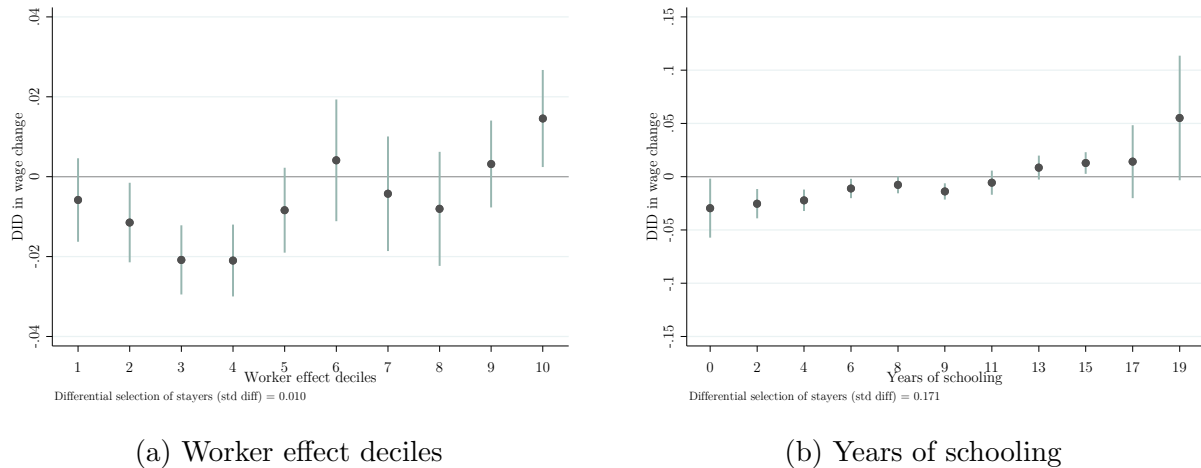 .04
.02
0
-.02
-.04
DID in wage change
1 2 3 4 5 6 7 8 9 10
Worker effect deciles
Differential selection of stayers (std diff) = 0.010
(a) Worker effect deciles
.15
.1
.05
0
-.05
-.1
-.15
DID in wage change
0 2 4 6 8 9 11 13 15 17 19
Years of schooling
Differential selection of stayers (std diff) = 0.171
(b) Years of schooling